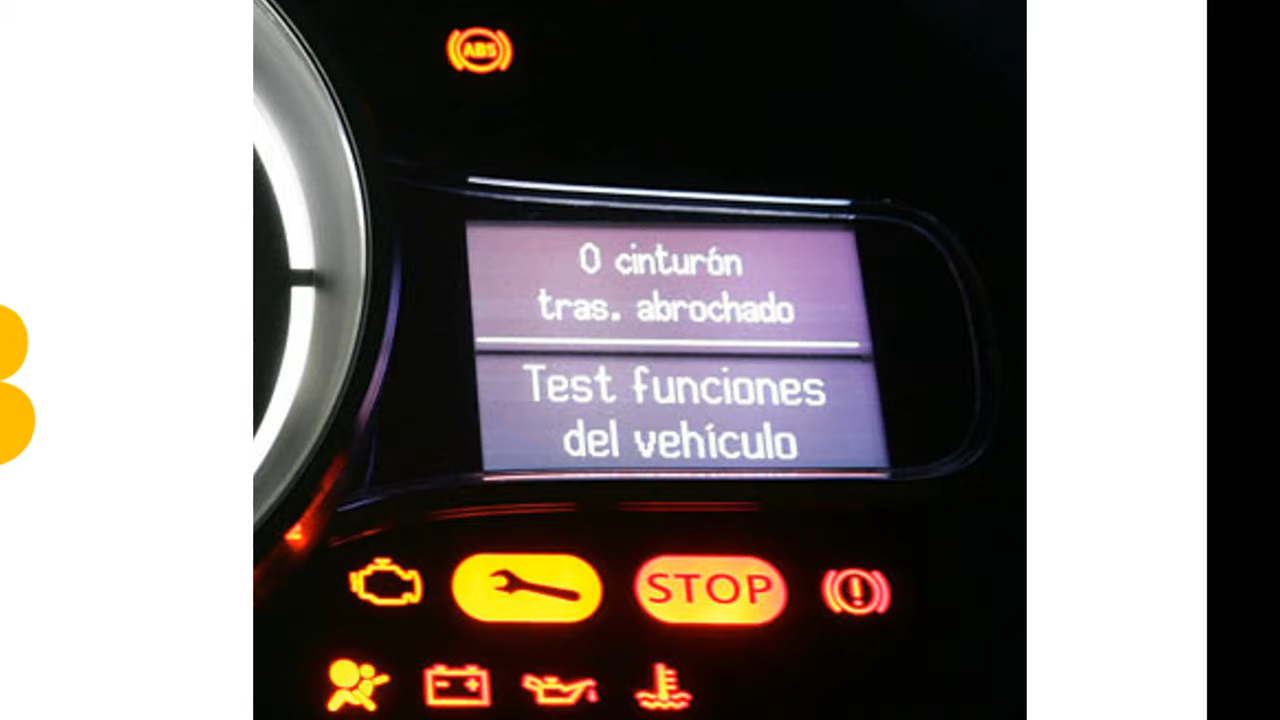 ABS
0 cinturón
tras. abrochado
Test funciones
del vehículo
STOP